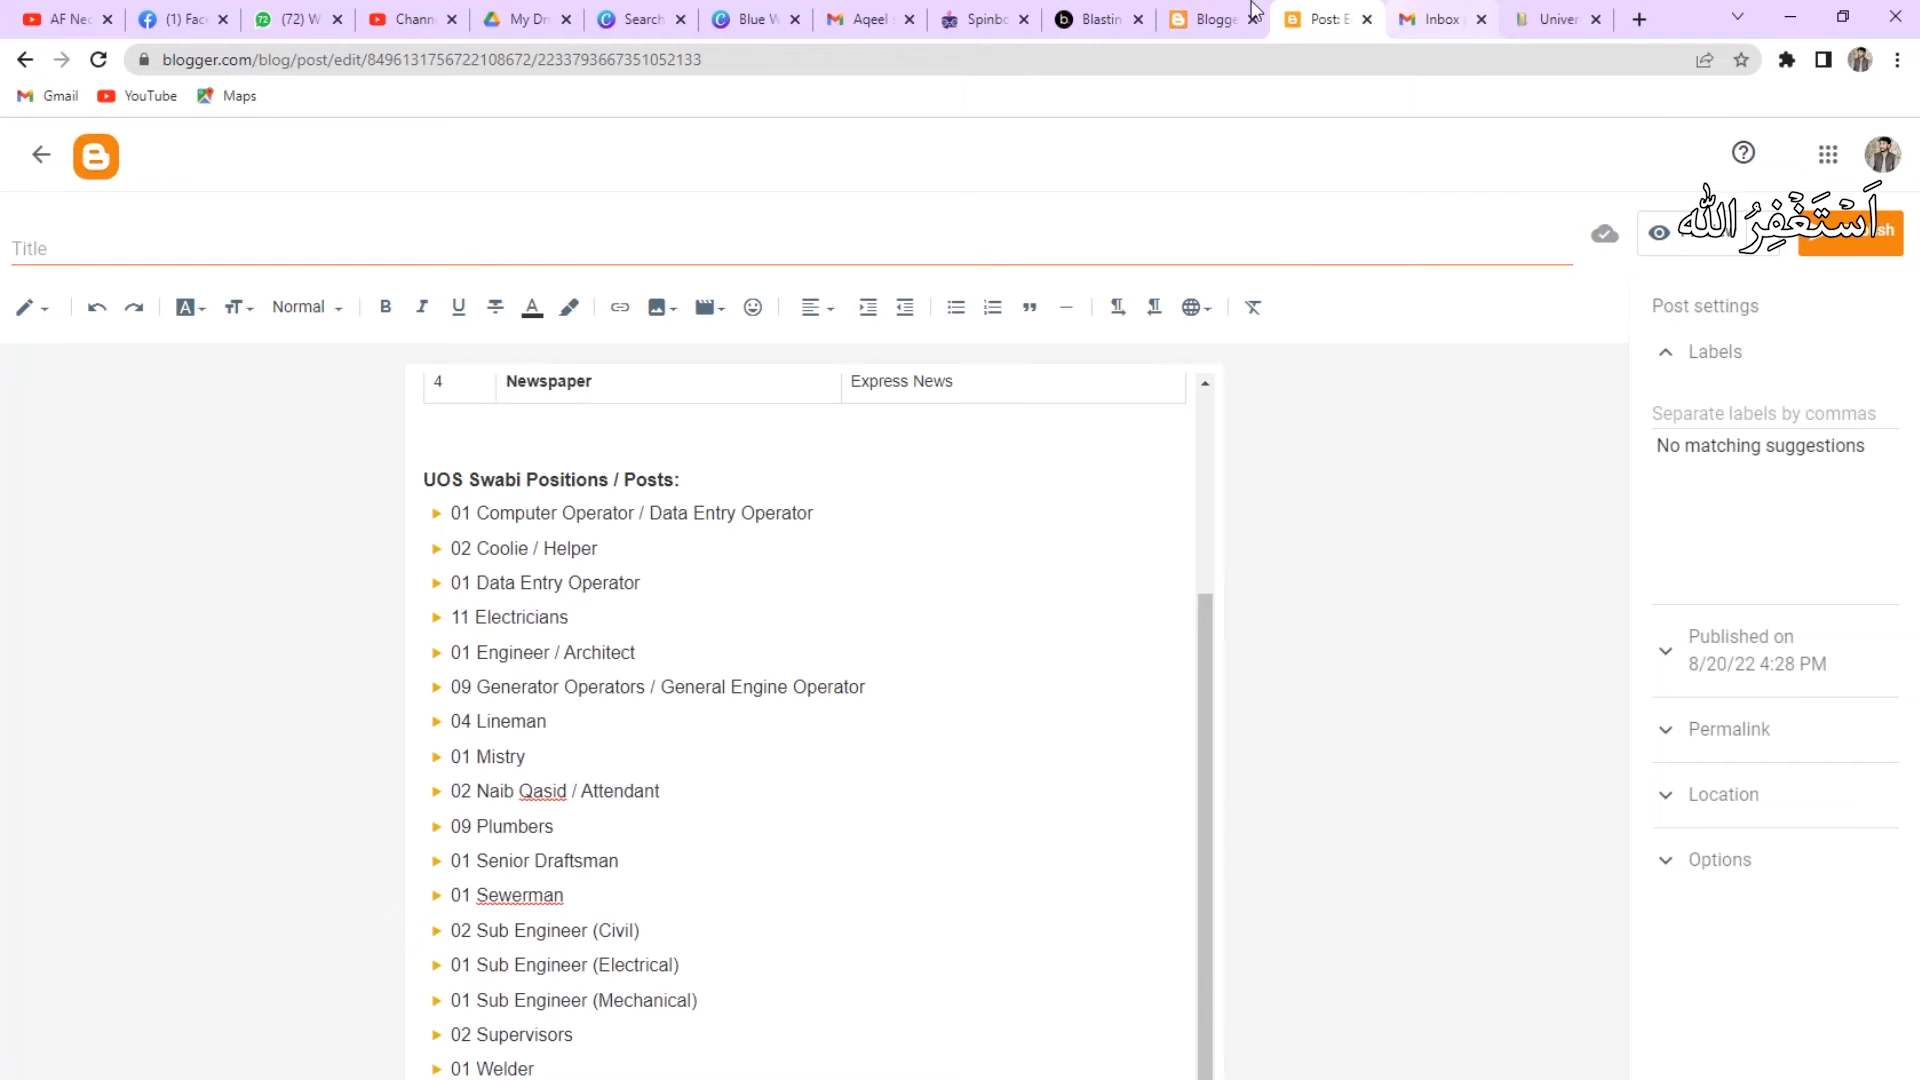 AF Nec
(1) Fac
(72) W
Chann
My Dr
Search
Blue W
Aqeel
Spinbo
Blastin
Blogge
Post: E
Inbox
Univer
blogger.com/blog/post/edit/8496131756722108672/2233793667351052133
Gmail YouTube Maps
اَسْتَغْفِرُ اللّٰه
Title
Normal
Post settings
Labels
Separate labels by commas
No matching suggestions
Published on
8/20/22 4:28 PM
Permalink
Location
Options
4 Newspaper Express News
UOS Swabi Positions / Posts:
01 Computer Operator / Data Entry Operator
02 Coolie / Helper
01 Data Entry Operator
11 Electricians
01 Engineer / Architect
09 Generator Operators / General Engine Operator
04 Lineman
01 Mistry
02 Naib Qasid / Attendant
09 Plumbers
01 Senior Draftsman
01 Sewerman
02 Sub Engineer (Civil)
01 Sub Engineer (Electrical)
01 Sub Engineer (Mechanical)
02 Supervisors
01 Welder